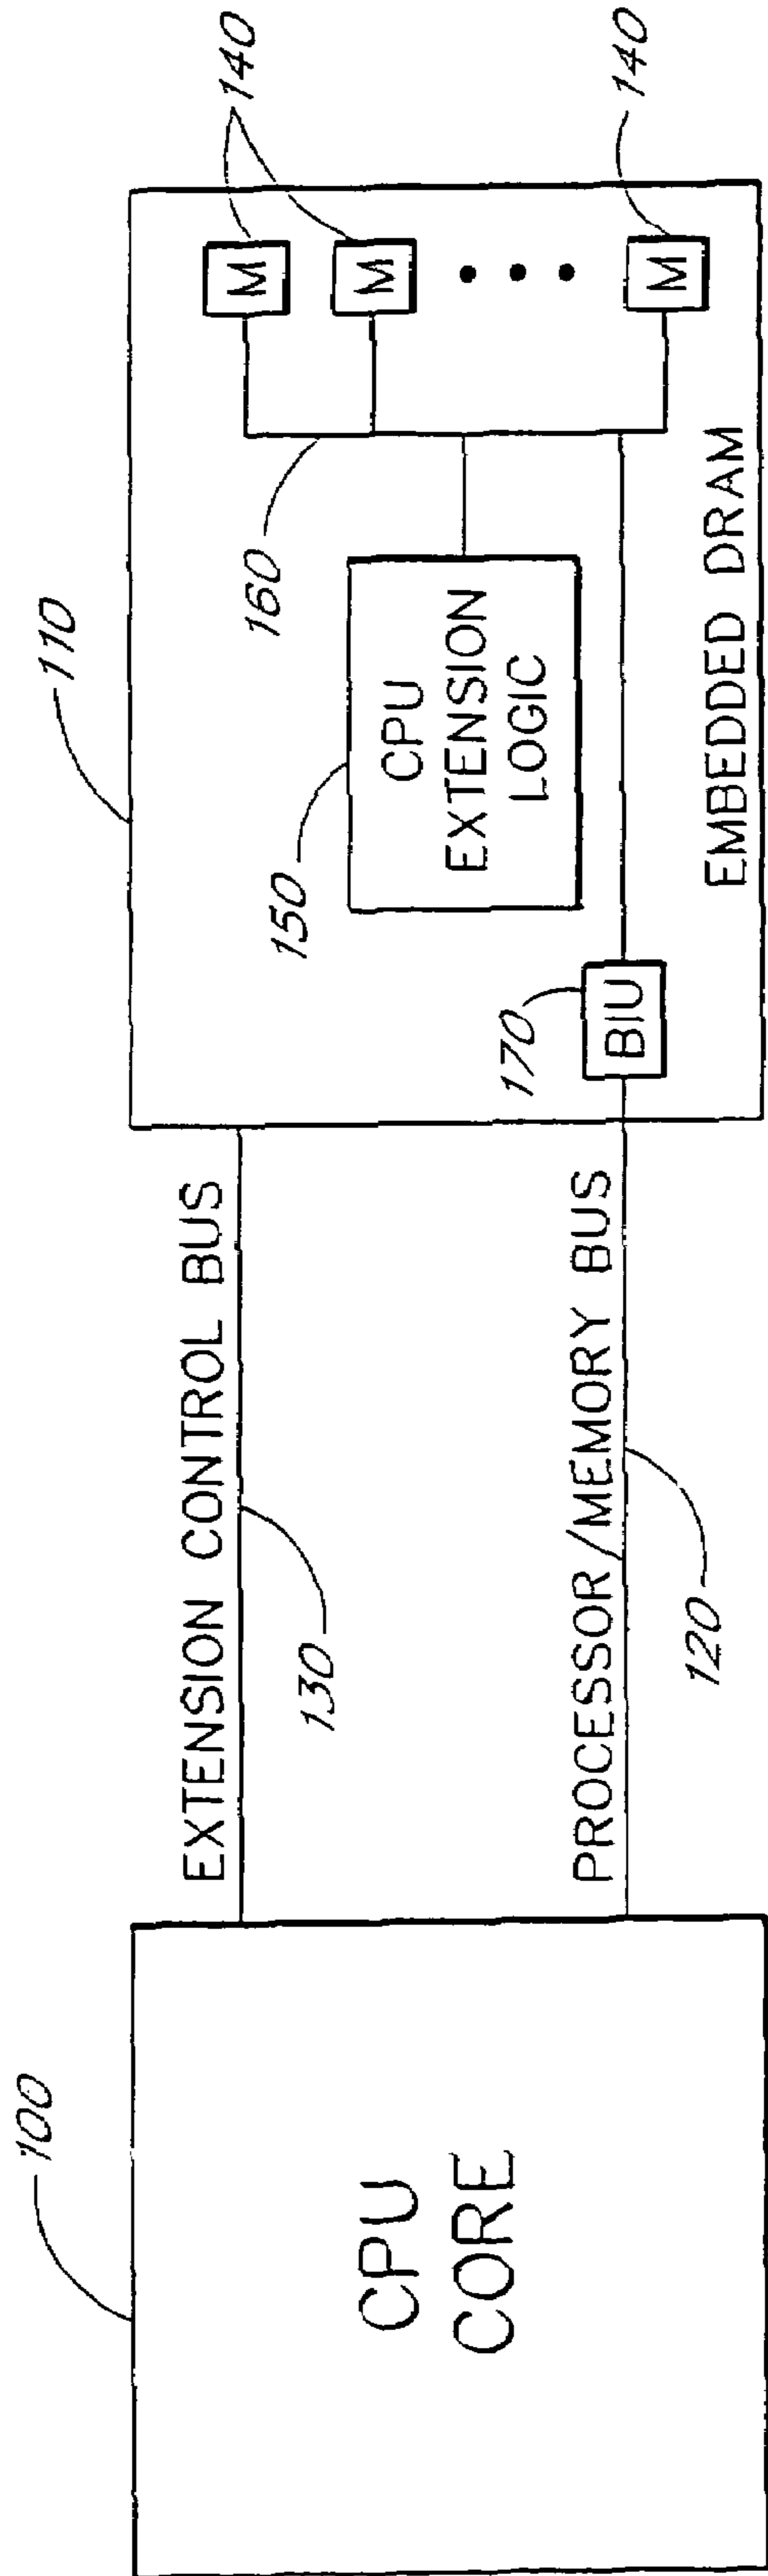 100
CPU
CORE
EXTENSION CONTROL BUS
130
PROCESSOR/MEMORY BUS
120
110
150
CPU
EXTENSION
LOGIC
160
170
BIU
M
M
M
140
140
EMBEDDED DRAM